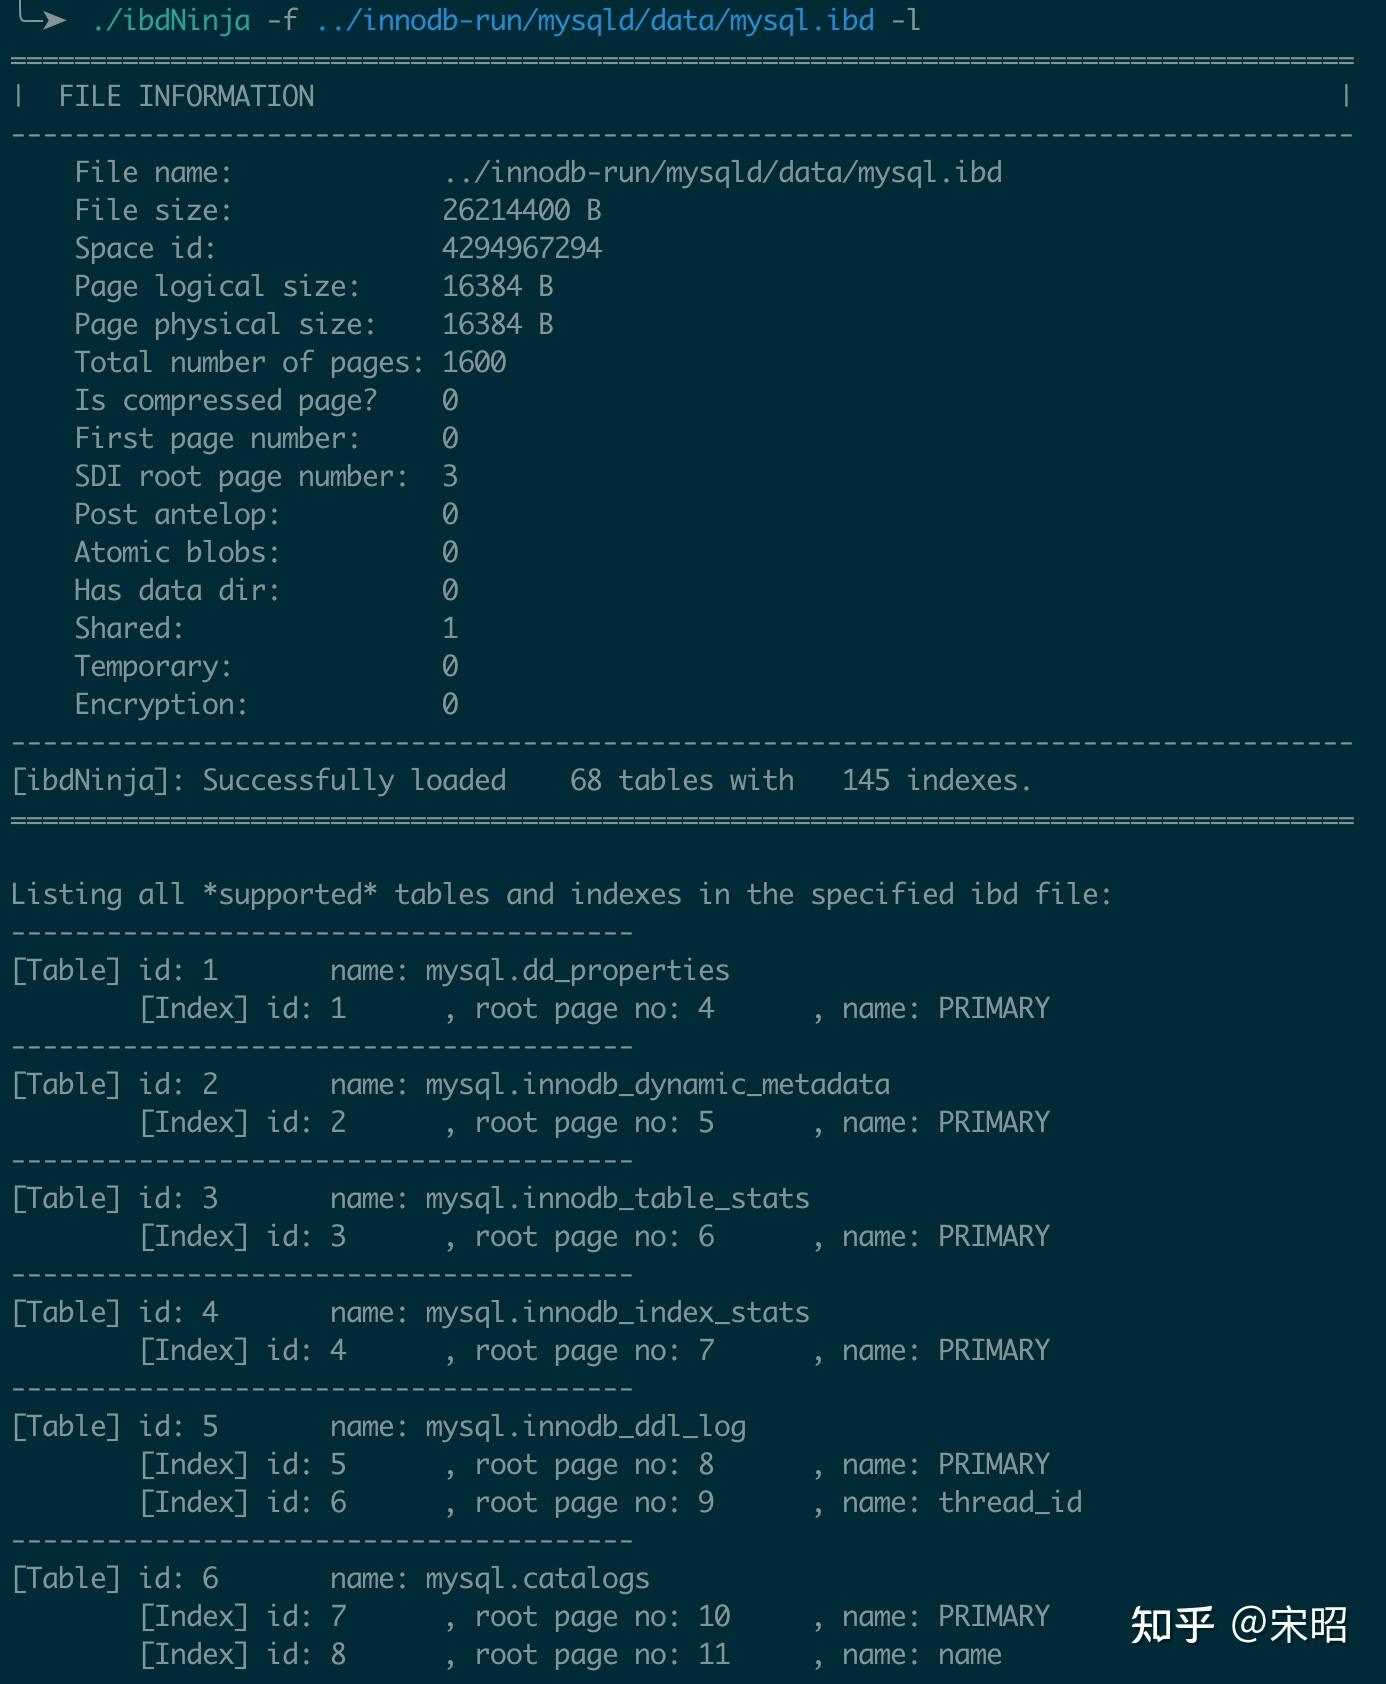 ./ibdNinja -f ../innodb-run/mysqld/data/mysql.ibd -l
====================================================================================
|  FILE INFORMATION                                                                |
------------------------------------------------------------------------------------
    File name:             ../innodb-run/mysqld/data/mysql.ibd
    File size:             26214400 B
    Space id:              4294967294
    Page logical size:     16384 B
    Page physical size:    16384 B
    Total number of pages: 1600
    Is compressed page?    0
    First page number:     0
    SDI root page number:  3
    Post antelop:          0
    Atomic blobs:          0
    Has data dir:          0
    Shared:                1
    Temporary:             0
    Encryption:            0
------------------------------------------------------------------------------------
[ibdNinja]: Successfully loaded    68 tables with   145 indexes.
====================================================================================
Listing all *supported* tables and indexes in the specified ibd file:
---------------------------------------
[Table] id: 1       name: mysql.dd_properties
        [Index] id: 1      , root page no: 4      , name: PRIMARY
---------------------------------------
[Table] id: 2       name: mysql.innodb_dynamic_metadata
        [Index] id: 2      , root page no: 5      , name: PRIMARY
---------------------------------------
[Table] id: 3       name: mysql.innodb_table_stats
        [Index] id: 3      , root page no: 6      , name: PRIMARY
---------------------------------------
[Table] id: 4       name: mysql.innodb_index_stats
        [Index] id: 4      , root page no: 7      , name: PRIMARY
---------------------------------------
[Table] id: 5       name: mysql.innodb_ddl_log
        [Index] id: 5      , root page no: 8      , name: PRIMARY
        [Index] id: 6      , root page no: 9      , name: thread_id
---------------------------------------
[Table] id: 6       name: mysql.catalogs
        [Index] id: 7      , root page no: 10     , name: PRIMARY
        [Index] id: 8      , root page no: 11     , name: name
知乎 @宋昭